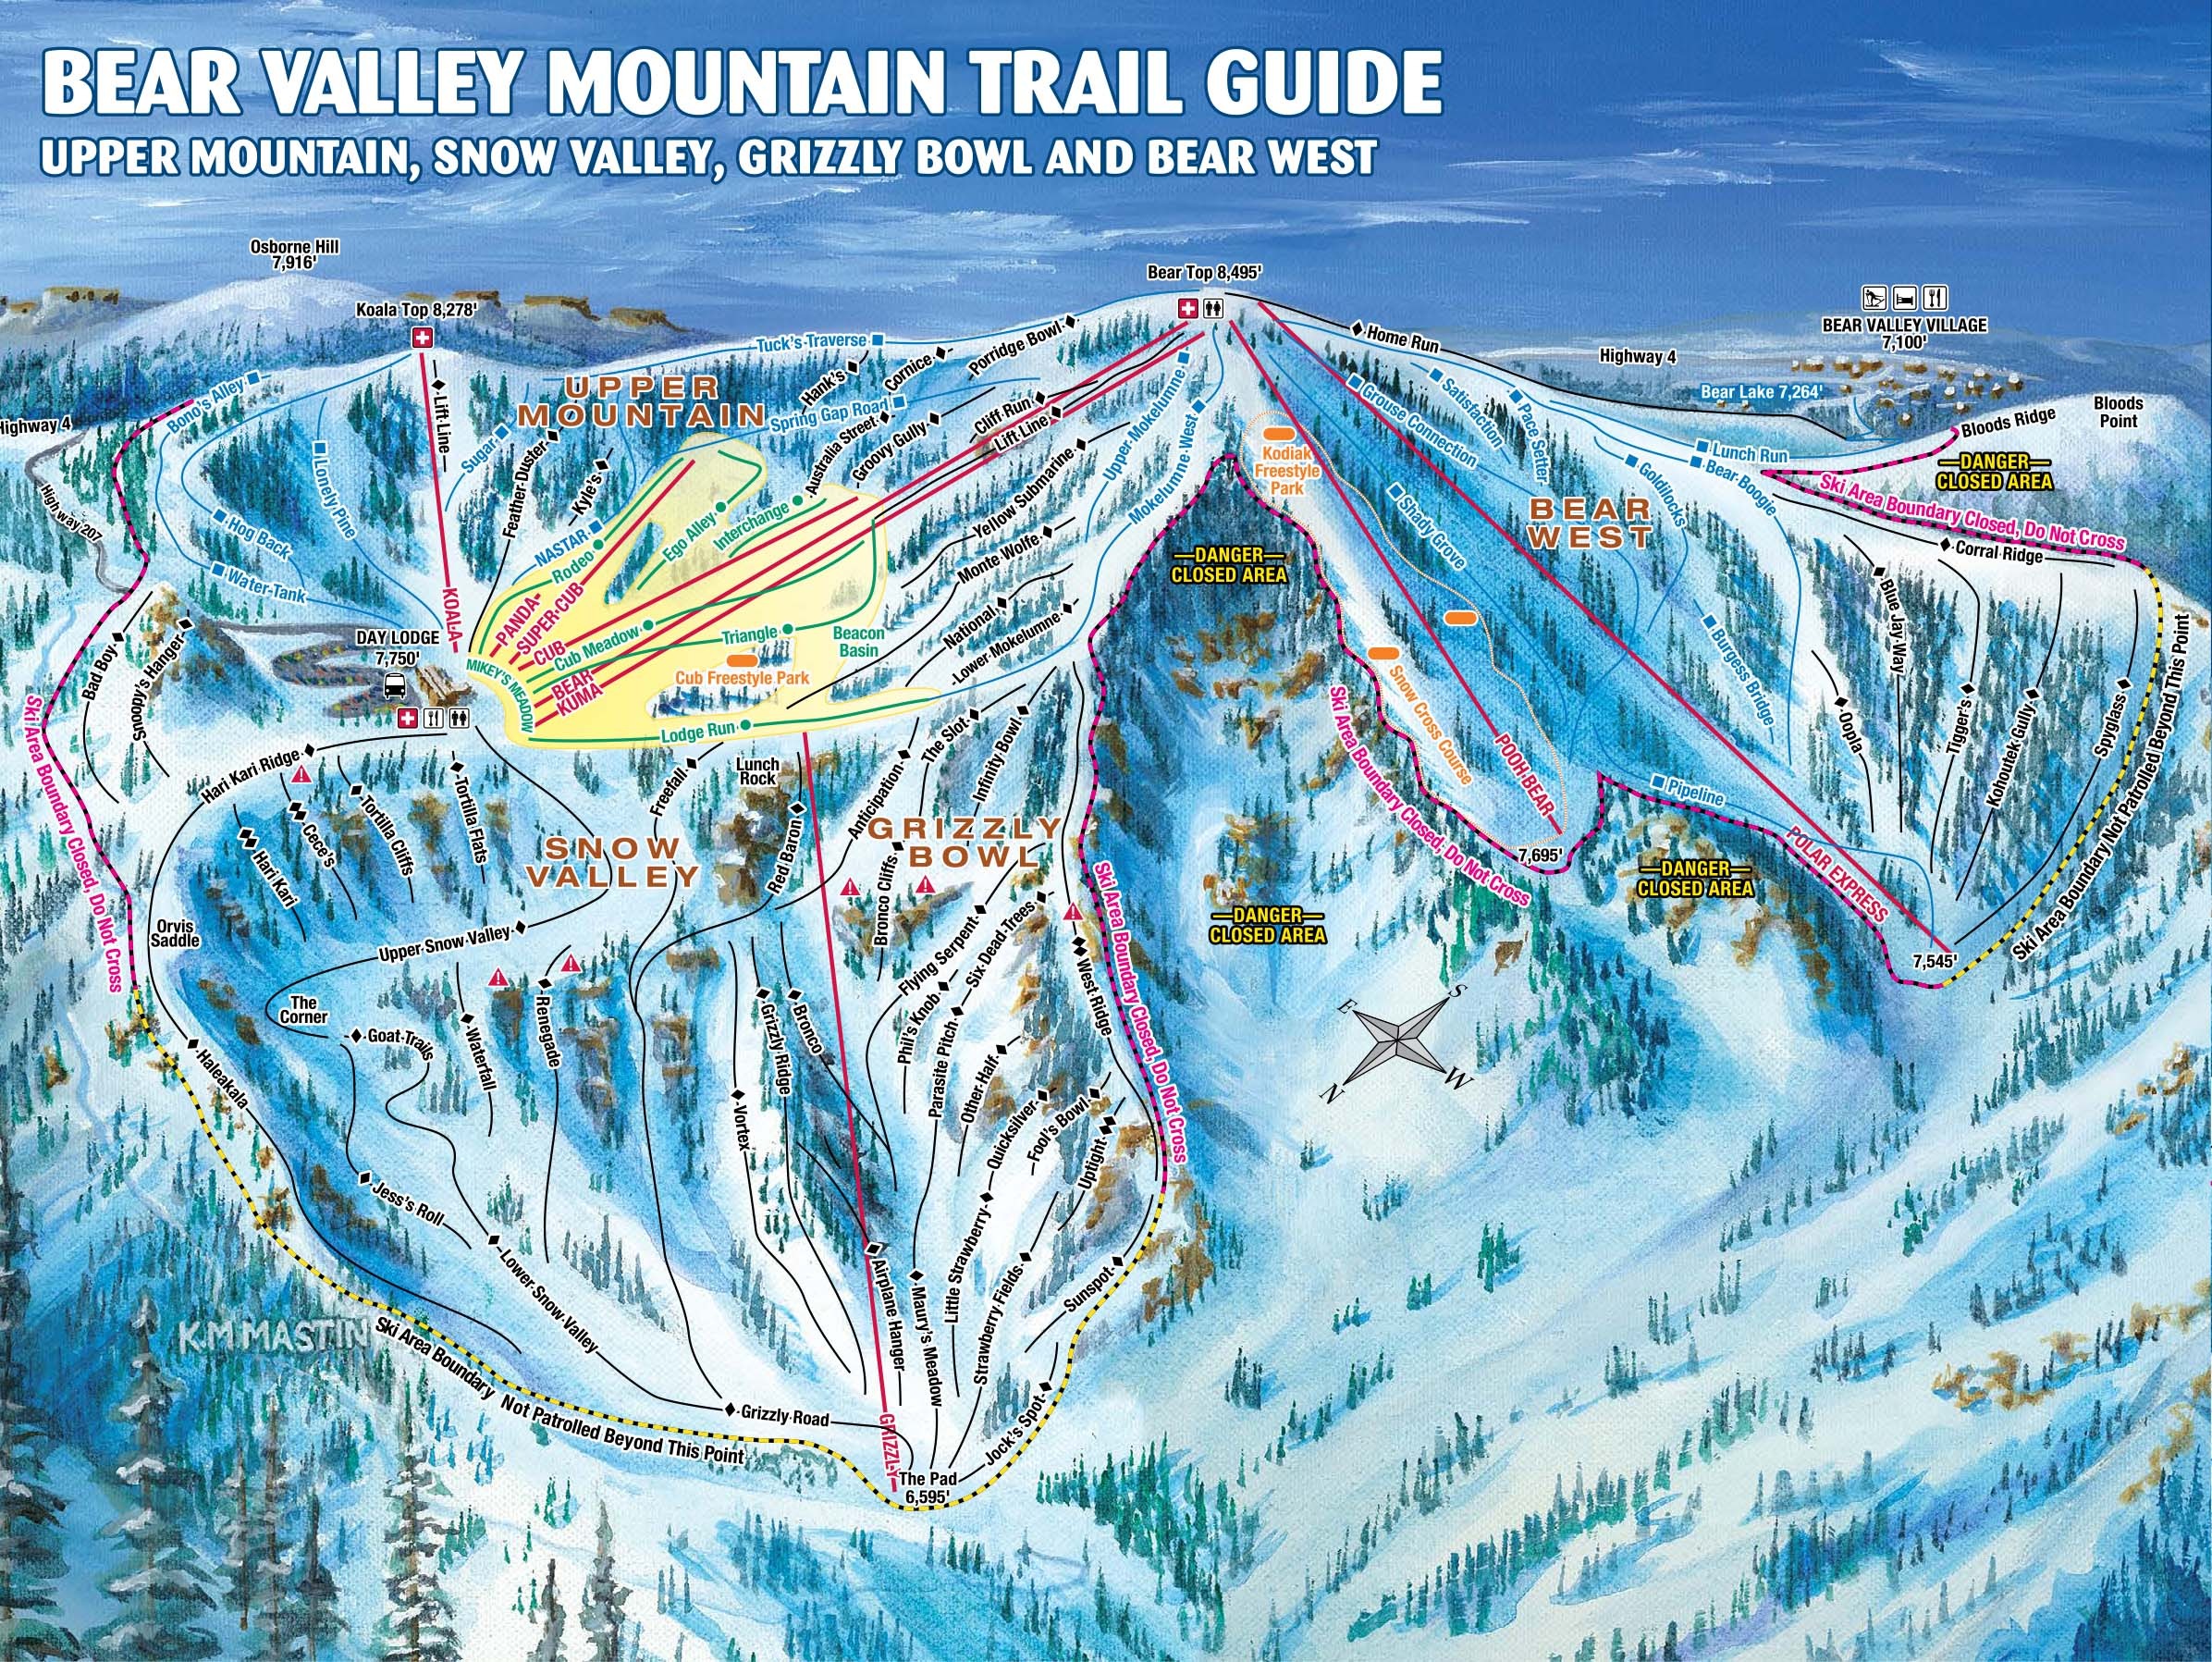 BEAR VALLEY MOUNTAIN TRAIL GUIDE
UPPER MOUNTAIN, SNOW VALLEY, GRIZZLY BOWL AND BEAR WEST
Osborne Hill
7,916'
Koala Top 8,278'
Bear Top 8,495'
BEAR VALLEY VILLAGE
7,100'
Highway 4
Bear Lake 7,264'
Bloods Ridge
Bloods
Point
Highway 4
High way 207
Bono's Alley
Lift Line
UPPER
MOUNTAIN
Tuck's Traverse
Hank's
Cornice
Porridge Bowl
Spring Gap Road
Australia Street
Groovy Gully
Cliff Run
Lift Line
Upper Mokelumne
Mokelumne West
Home Run
Grouse Connection
Satisfaction
Pace Setter
Lunch Run
Bear Boogie
Goldilocks
DANGER
CLOSED AREA
Ski Area Boundary Closed, Do Not Cross
Corral Ridge
Lonely Pine
Sugar
Feather Duster
Kyle's
Hog Back
Water Tank
NASTAR
Rodeo
Ego Alley
Interchange
Yellow Submarine
Monte Wolfe
National
Lower Mokelumne
Kodiak
Freestyle
Park
Shady Grove
BEAR
WEST
DANGER
CLOSED AREA
Blue Jay Way
Burgess Bridge
Oopla
Tigger's
Kohoutek Gully
Spyglass
Ski Area Boundary Not Patrolled Beyond This Point
KOALA
PANDA
SUPER CUB
CUB
Cub Meadow
BEAR
KUMA
MIKEY'S MEADOW
Triangle
Beacon
Basin
Cub Freestyle Park
Lodge Run
DAY LODGE
7,750'
Bad Boy
Snoopy's Hanger
Ski Area Boundary Closed, Do Not Cross
Hari Kari Ridge
Hari Kari
Cece's
Tortilla Cliffs
Tortilla Flats
SNOW
VALLEY
Freefall
Lunch
Rock
Red Baron
Anticipation
The Slot
Infinity Bowl
GRIZZLY
BOWL
Bronco Cliffs
Flying Serpent
Six Dead Trees
Phil's Knob
Parasite Pitch
Other Half
Quicksilver
Fool's Bowl
Uptight
West Ridge
Ski Area Boundary Closed, Do Not Cross
Ski Area Boundary Closed, Do Not Cross
Snow Cross Course
POOH BEAR
7,695'
Pipeline
POLAR EXPRESS
7,545'
DANGER
CLOSED AREA
DANGER
CLOSED AREA
Orvis
Saddle
Upper Snow Valley
The
Corner
Goat Trails
Waterfall
Renegade
Haleakala
Jess's Roll
Lower Snow Valley
Vortex
Grizzly Ridge
Bronco
Airplane Hanger
Maury's Meadow
Little Strawberry
Strawberry Fields
Sunspot
Jock's Spot
Grizzly Road
GRIZZLY
The Pad
6,595'
Ski Area Boundary Not Patrolled Beyond This Point
E
S
N
W
K.M MASTIN